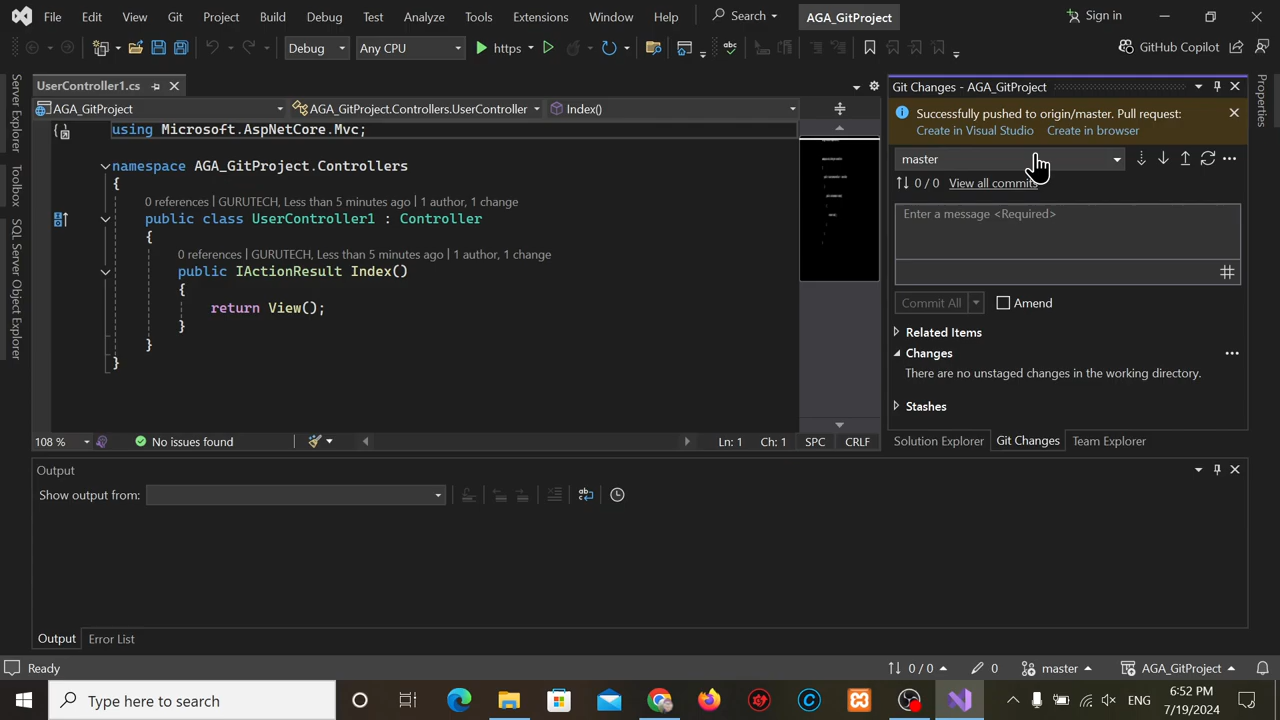 File Edit View Git Project Build Debug Test Analyze Tools Extensions Window Help Search AGA_GitProject Sign in
Debug Any CPU https GitHub Copilot
Server Explorer
Toolbox
SQL Server Object Explorer
UserController1.cs
AGA_GitProject AGA_GitProject.Controllers.UserController Index()
using Microsoft.AspNetCore.Mvc;
namespace AGA_GitProject.Controllers
{
0 references | GURUTECH, Less than 5 minutes ago | 1 author, 1 change
public class UserController1 : Controller
{
0 references | GURUTECH, Less than 5 minutes ago | 1 author, 1 change
public IActionResult Index()
{
return View();
}
}
}
108 % No issues found Ln: 1 Ch: 1 SPC CRLF
Git Changes - AGA_GitProject
Successfully pushed to origin/master. Pull request:
Create in Visual Studio Create in browser
master
0 / 0 View all commits
Enter a message <Required>
Commit All Amend
Related Items
Changes
There are no unstaged changes in the working directory.
Stashes
Solution Explorer Git Changes Team Explorer
Properties
Output
Show output from:
Output Error List
Ready 0 / 0 0 master AGA_GitProject
Type here to search ENG 6:52 PM
7/19/2024